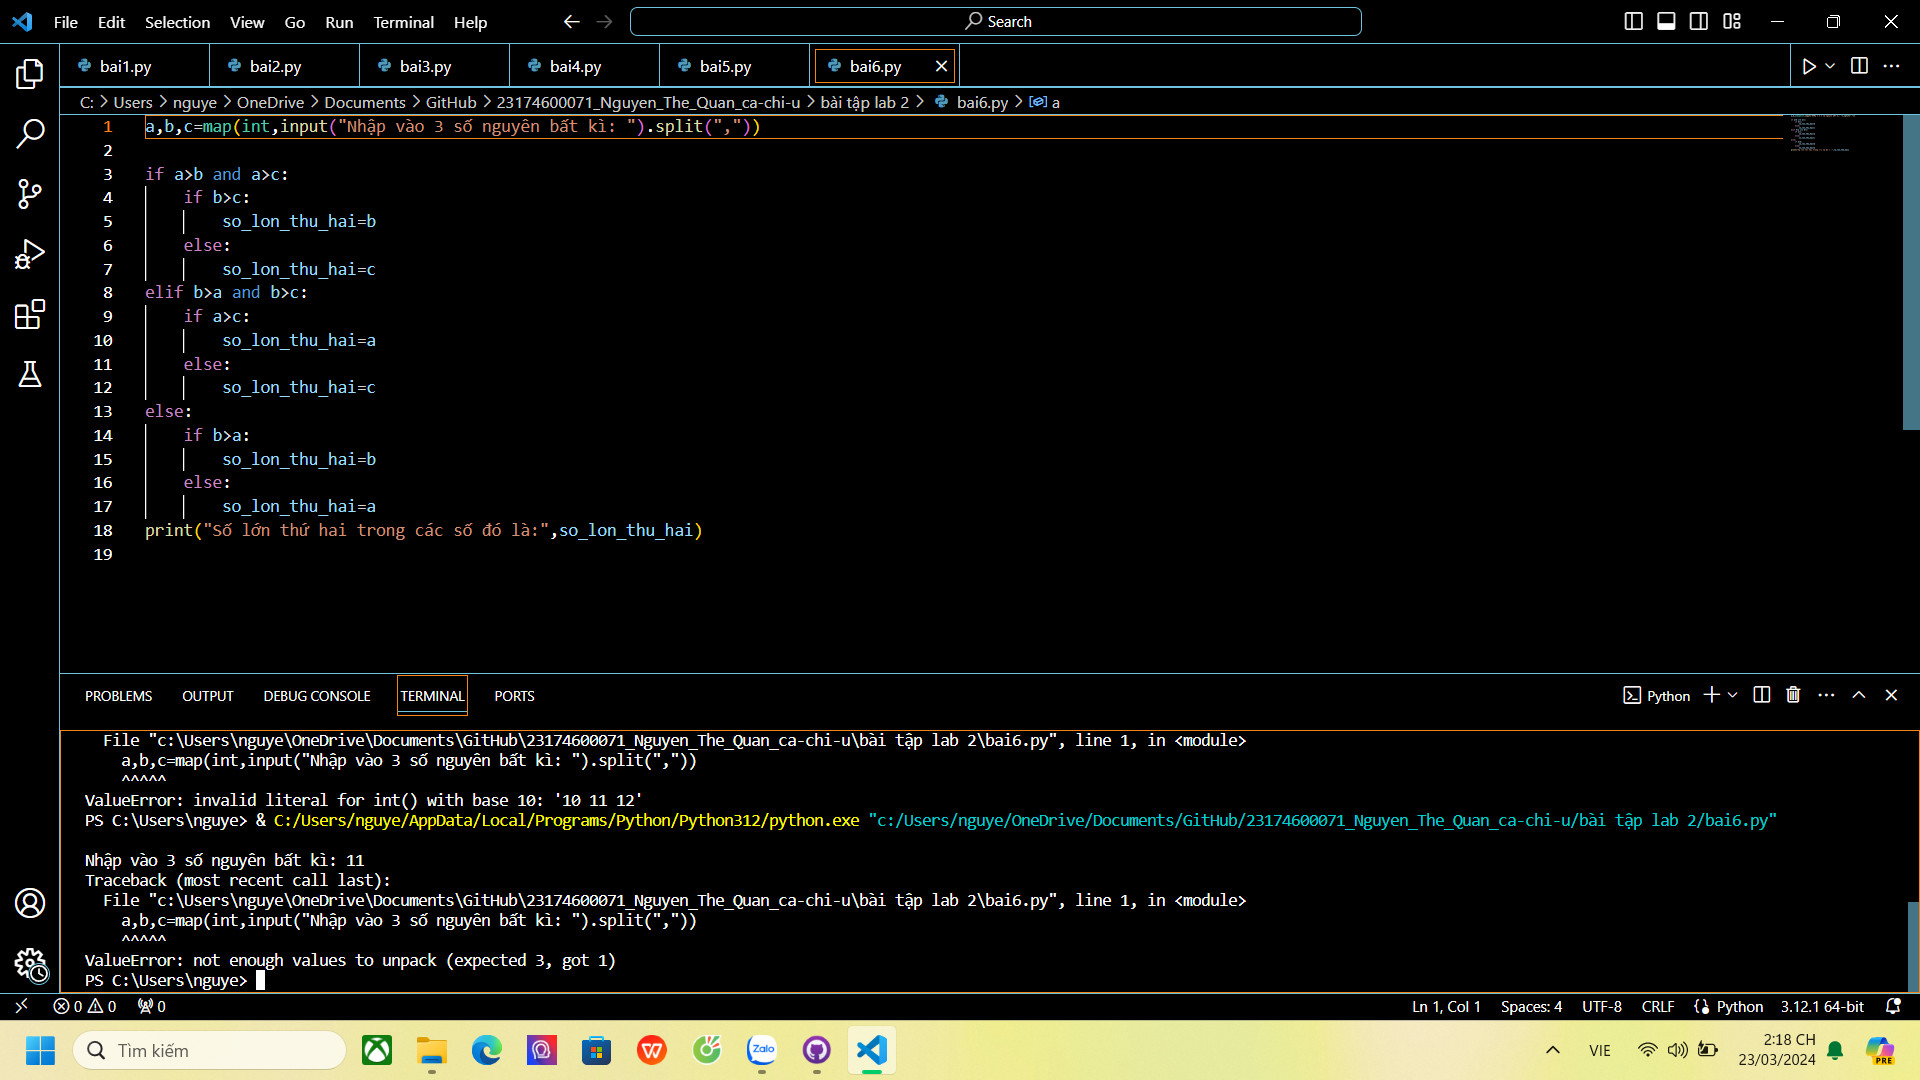 File Edit Selection View Go Run Terminal Help Search
bai1.py bai2.py bai3.py bai4.py bai5.py bai6.py
C: > Users > nguye > OneDrive > Documents > GitHub > 23174600071_Nguyen_The_Quan_ca-chi-u > bài tập lab 2 > bai6.py > a
1 a,b,c=map(int,input("Nhập vào 3 số nguyên bất kì: ").split(","))
2
3 if a>b and a>c:
4     if b>c:
5         so_lon_thu_hai=b
6     else:
7         so_lon_thu_hai=c
8 elif b>a and b>c:
9     if a>c:
10         so_lon_thu_hai=a
11     else:
12         so_lon_thu_hai=c
13 else:
14     if b>a:
15         so_lon_thu_hai=b
16     else:
17         so_lon_thu_hai=a
18 print("Số lớn thứ hai trong các số đó là:",so_lon_thu_hai)
19
PROBLEMS OUTPUT DEBUG CONSOLE TERMINAL PORTS Python
File "c:\Users\nguye\OneDrive\Documents\GitHub\23174600071_Nguyen_The_Quan_ca-chi-u\bài tập lab 2\bai6.py", line 1, in <module>
a,b,c=map(int,input("Nhập vào 3 số nguyên bất kì: ").split(","))
^^^^^
ValueError: invalid literal for int() with base 10: '10 11 12'
PS C:\Users\nguye> & C:/Users/nguye/AppData/Local/Programs/Python/Python312/python.exe "c:/Users/nguye/OneDrive/Documents/GitHub/23174600071_Nguyen_The_Quan_ca-chi-u/bài tập lab 2/bai6.py"
Nhập vào 3 số nguyên bất kì: 11
Traceback (most recent call last):
File "c:\Users\nguye\OneDrive\Documents\GitHub\23174600071_Nguyen_The_Quan_ca-chi-u\bài tập lab 2\bai6.py", line 1, in <module>
a,b,c=map(int,input("Nhập vào 3 số nguyên bất kì: ").split(","))
^^^^^
ValueError: not enough values to unpack (expected 3, got 1)
PS C:\Users\nguye>
0 0 0 Ln 1, Col 1 Spaces: 4 UTF-8 CRLF Python 3.12.1 64-bit
Tìm kiếm Zalo VIE 2:18 CH
23/03/2024 PRE